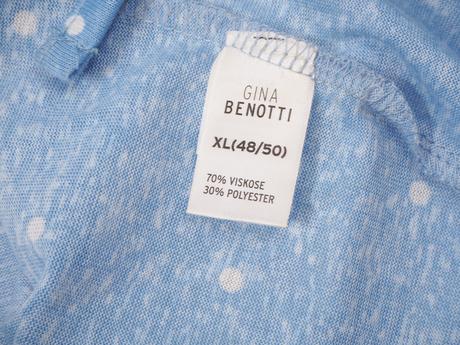 GINA
BENOTTI
XL(48/50)
70% VISKOSE
30% POLYESTER